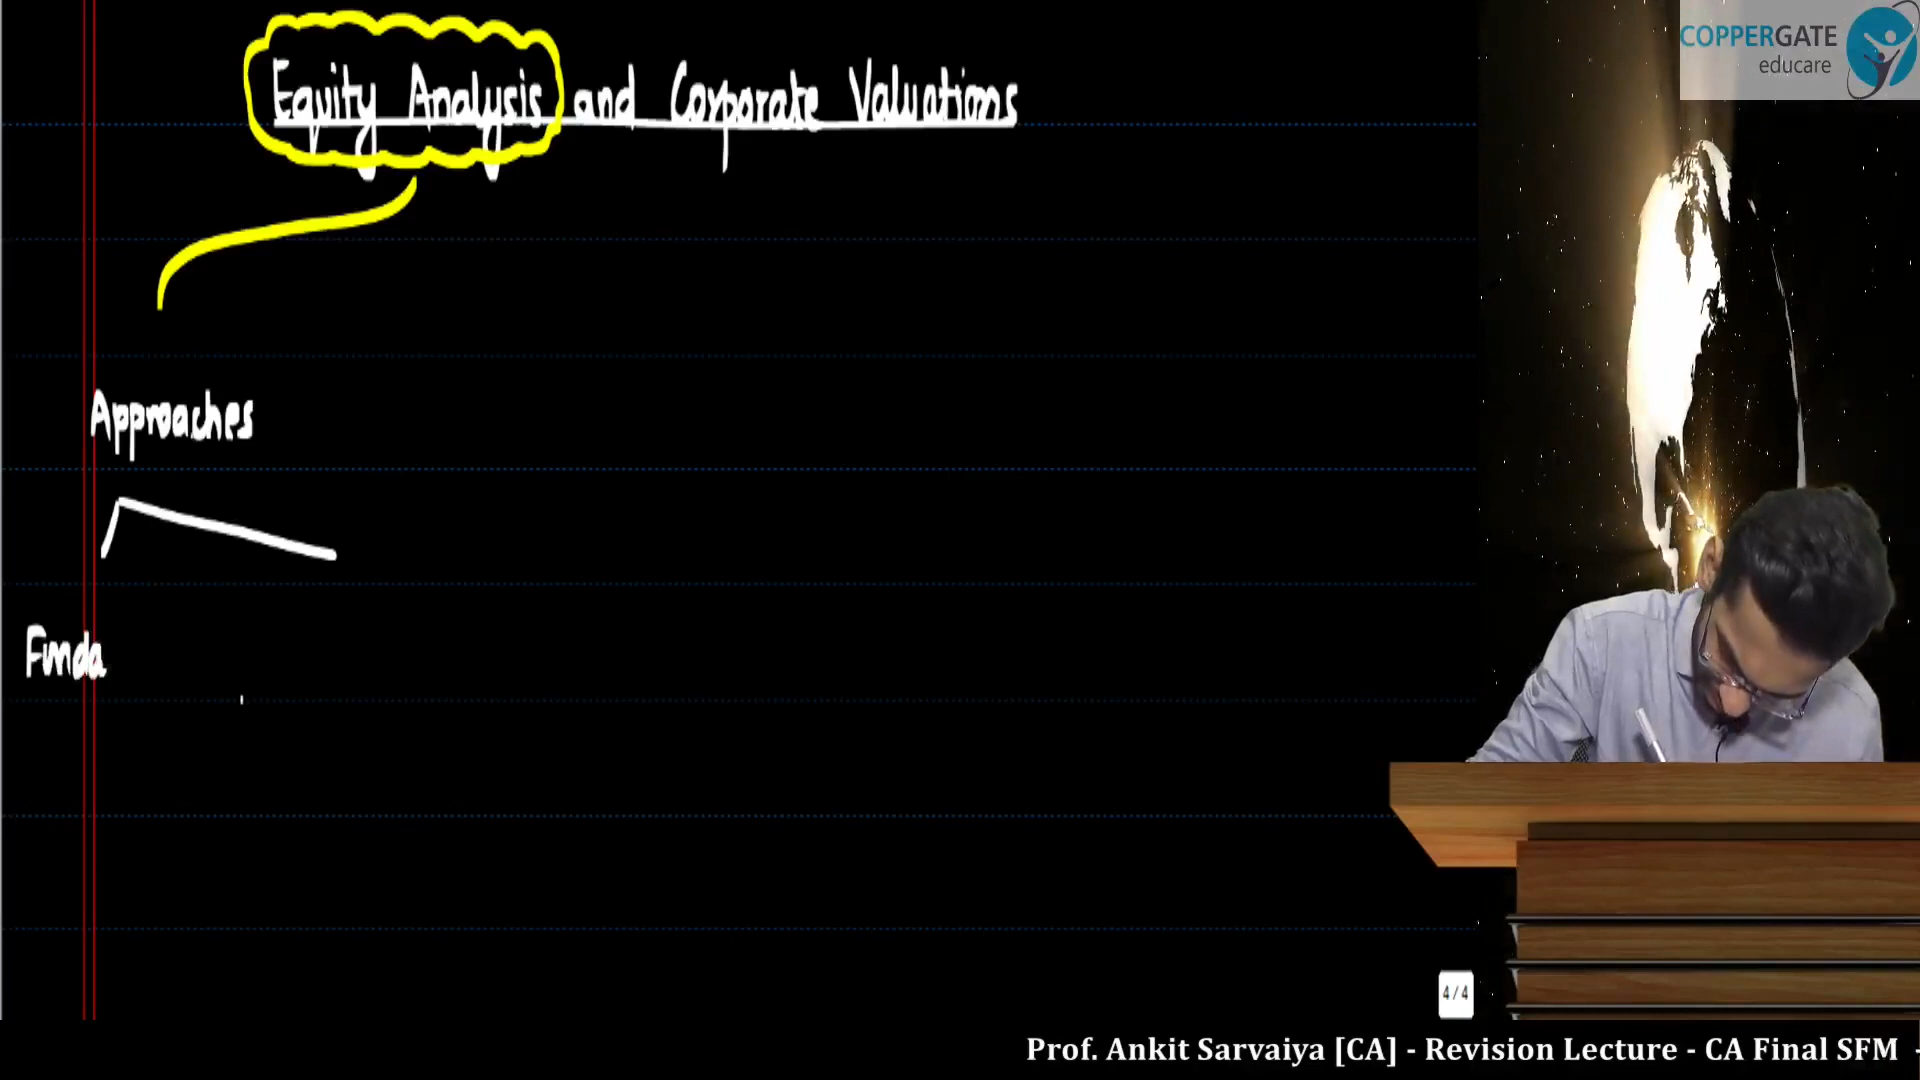 COPPERGATE
educare
Equity Analysis and Corporate Valuations
Approaches
Funda
4/4
Prof. Ankit Sarvaiya [CA] - Revision Lecture - CA Final SFM -